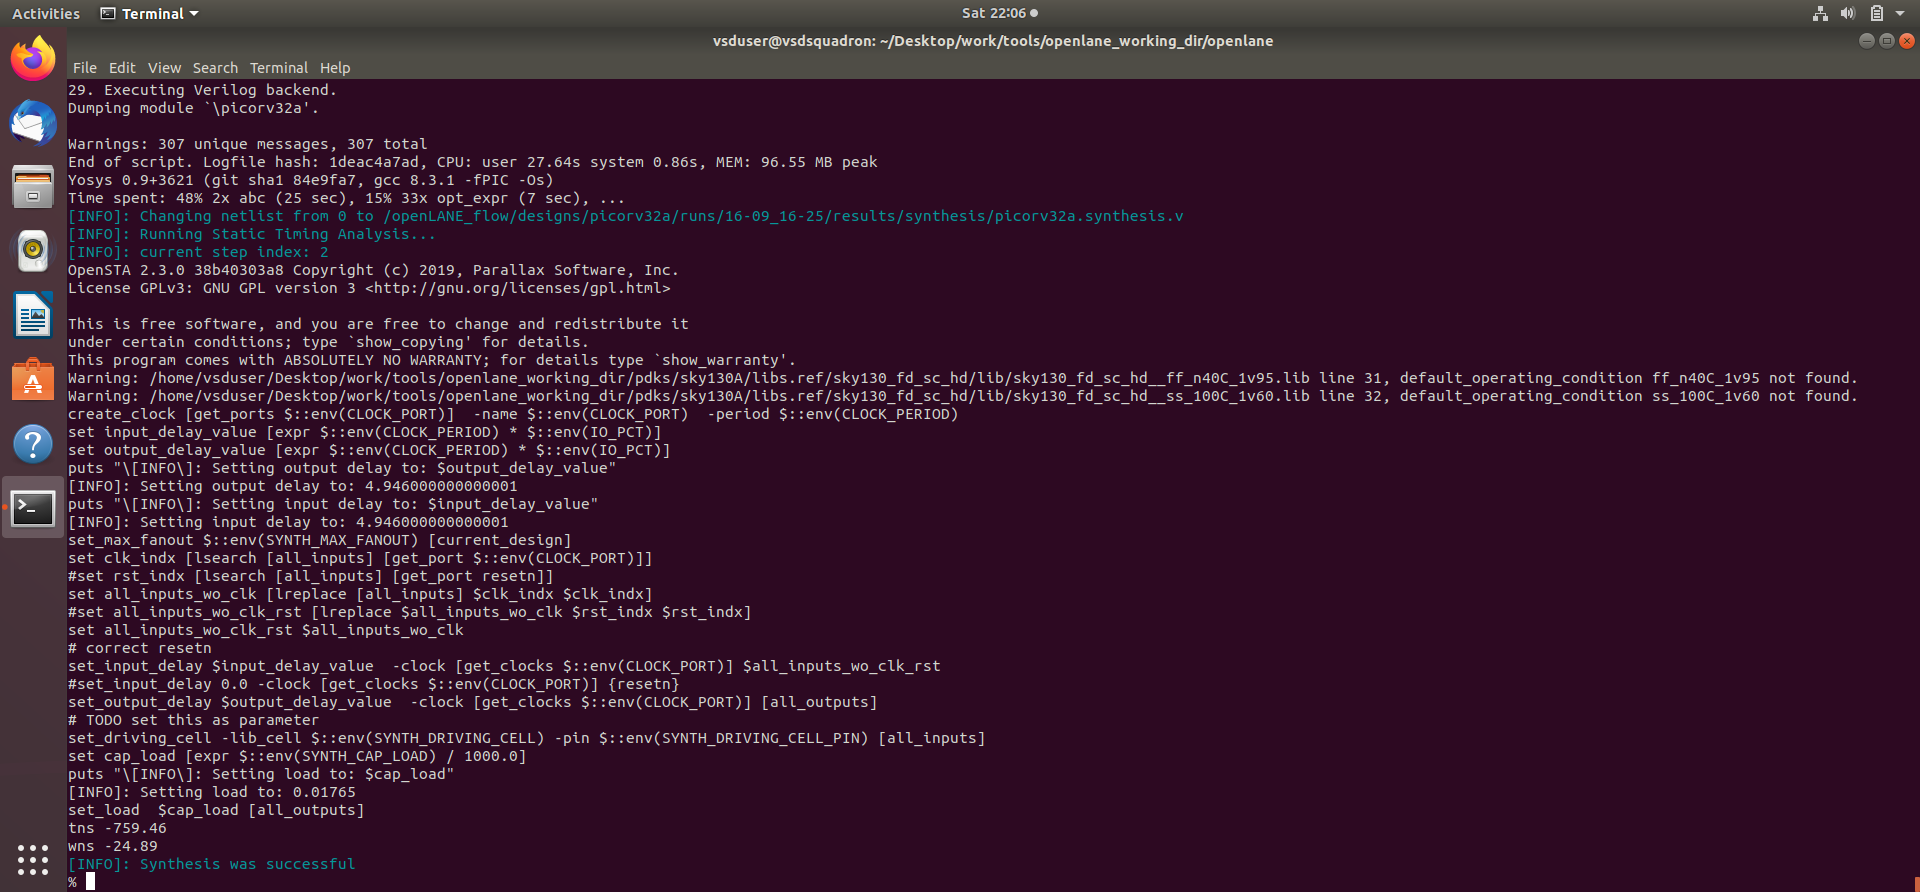 Activities Terminal Sat 22:06
vsduser@vsdsquadron: ~/Desktop/work/tools/openlane_working_dir/openlane
File Edit View Search Terminal Help
29. Executing Verilog backend.
Dumping module `\picorv32a'.
Warnings: 307 unique messages, 307 total
End of script. Logfile hash: 1deac4a7ad, CPU: user 27.64s system 0.86s, MEM: 96.55 MB peak
Yosys 0.9+3621 (git sha1 84e9fa7, gcc 8.3.1 -fPIC -Os)
Time spent: 48% 2x abc (25 sec), 15% 33x opt_expr (7 sec), ...
[INFO]: Changing netlist from 0 to /openLANE_flow/designs/picorv32a/runs/16-09_16-25/results/synthesis/picorv32a.synthesis.v
[INFO]: Running Static Timing Analysis...
[INFO]: current step index: 2
OpenSTA 2.3.0 38b40303a8 Copyright (c) 2019, Parallax Software, Inc.
License GPLv3: GNU GPL version 3 <http://gnu.org/licenses/gpl.html>
This is free software, and you are free to change and redistribute it
under certain conditions; type `show_copying' for details.
This program comes with ABSOLUTELY NO WARRANTY; for details type `show_warranty'.
Warning: /home/vsduser/Desktop/work/tools/openlane_working_dir/pdks/sky130A/libs.ref/sky130_fd_sc_hd/lib/sky130_fd_sc_hd__ff_n40C_1v95.lib line 31, default_operating_condition ff_n40C_1v95 not found.
Warning: /home/vsduser/Desktop/work/tools/openlane_working_dir/pdks/sky130A/libs.ref/sky130_fd_sc_hd/lib/sky130_fd_sc_hd__ss_100C_1v60.lib line 32, default_operating_condition ss_100C_1v60 not found.
create_clock [get_ports $::env(CLOCK_PORT)]  -name $::env(CLOCK_PORT)  -period $::env(CLOCK_PERIOD)
set input_delay_value [expr $::env(CLOCK_PERIOD) * $::env(IO_PCT)]
set output_delay_value [expr $::env(CLOCK_PERIOD) * $::env(IO_PCT)]
puts "\[INFO\]: Setting output delay to: $output_delay_value"
[INFO]: Setting output delay to: 4.946000000000001
puts "\[INFO\]: Setting input delay to: $input_delay_value"
[INFO]: Setting input delay to: 4.946000000000001
set_max_fanout $::env(SYNTH_MAX_FANOUT) [current_design]
set clk_indx [lsearch [all_inputs] [get_port $::env(CLOCK_PORT)]]
#set rst_indx [lsearch [all_inputs] [get_port resetn]]
set all_inputs_wo_clk [lreplace [all_inputs] $clk_indx $clk_indx]
#set all_inputs_wo_clk_rst [lreplace $all_inputs_wo_clk $rst_indx $rst_indx]
set all_inputs_wo_clk_rst $all_inputs_wo_clk
# correct resetn
set_input_delay $input_delay_value  -clock [get_clocks $::env(CLOCK_PORT)] $all_inputs_wo_clk_rst
#set_input_delay 0.0 -clock [get_clocks $::env(CLOCK_PORT)] {resetn}
set_output_delay $output_delay_value  -clock [get_clocks $::env(CLOCK_PORT)] [all_outputs]
# TODO set this as parameter
set_driving_cell -lib_cell $::env(SYNTH_DRIVING_CELL) -pin $::env(SYNTH_DRIVING_CELL_PIN) [all_inputs]
set cap_load [expr $::env(SYNTH_CAP_LOAD) / 1000.0]
puts "\[INFO\]: Setting load to: $cap_load"
[INFO]: Setting load to: 0.01765
set_load  $cap_load [all_outputs]
tns -759.46
wns -24.89
[INFO]: Synthesis was successful
%